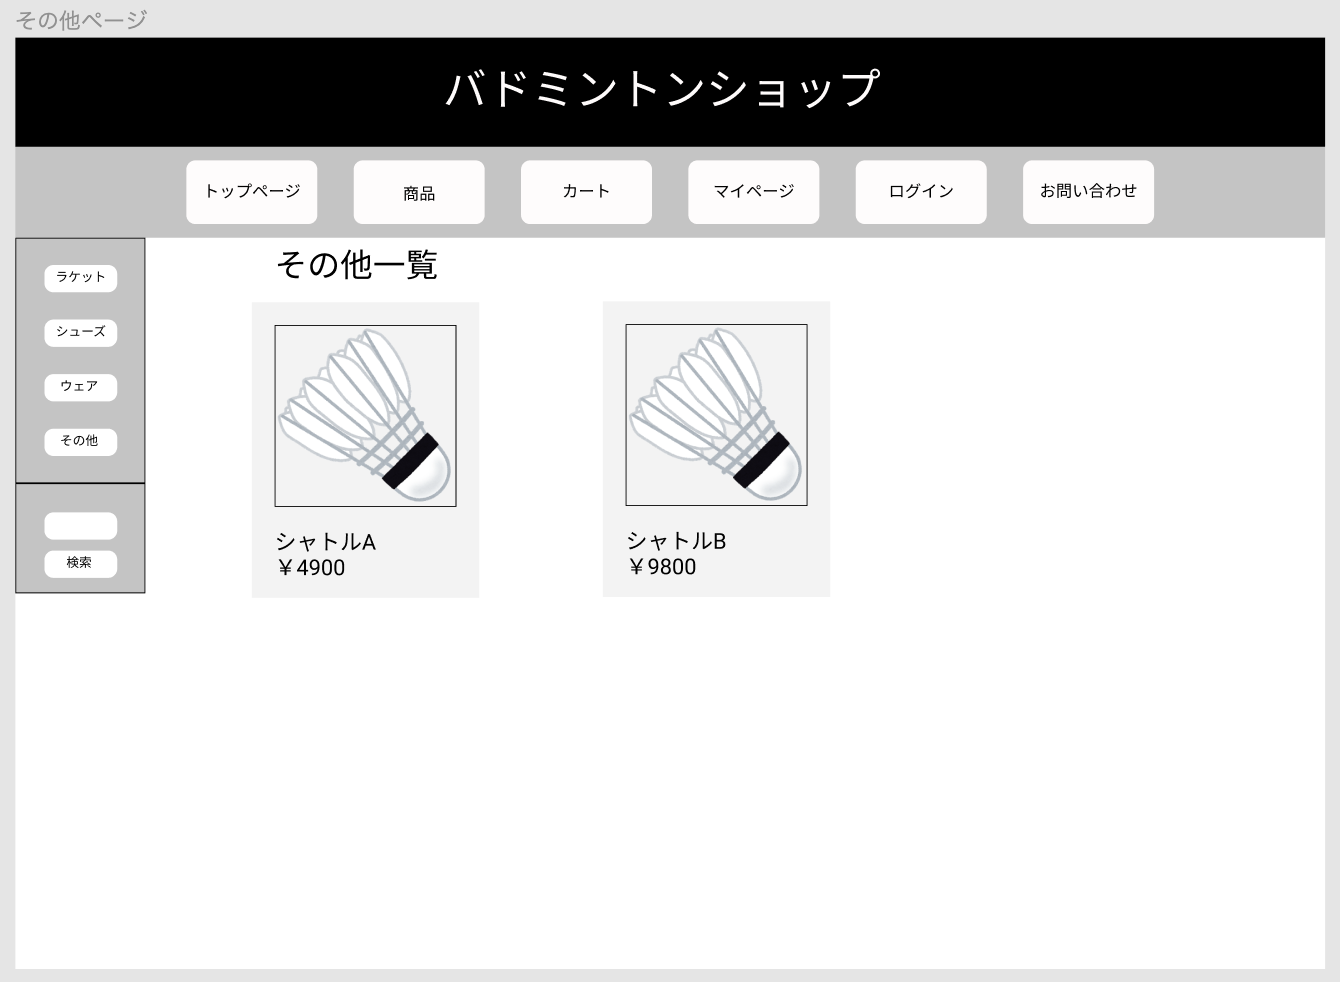 その他ページ
バドミントンショップ
トップページ
商品
カート
マイページ
ログイン
お問い合わせ
ラケット
シューズ
ウェア
その他
検索
その他一覧
シャトルA
￥4900
シャトルB
￥9800